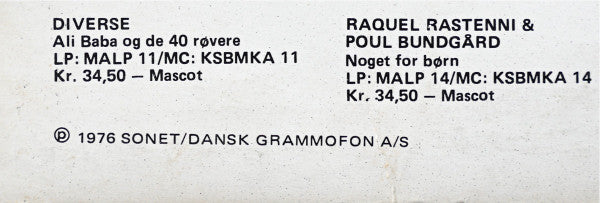 DIVERSE
Ali Baba og de 40 røvere
LP: MALP 11/MC: KSBMKA 11
Kr. 34,50 — Mascot
RAQUEL RASTENNI &
POUL BUNDGÅRD
Noget for børn
LP: MALP 14/MC: KSBMKA 14
Kr. 34,50 — Mascot
℗ 1976 SONET/DANSK GRAMMOFON A/S